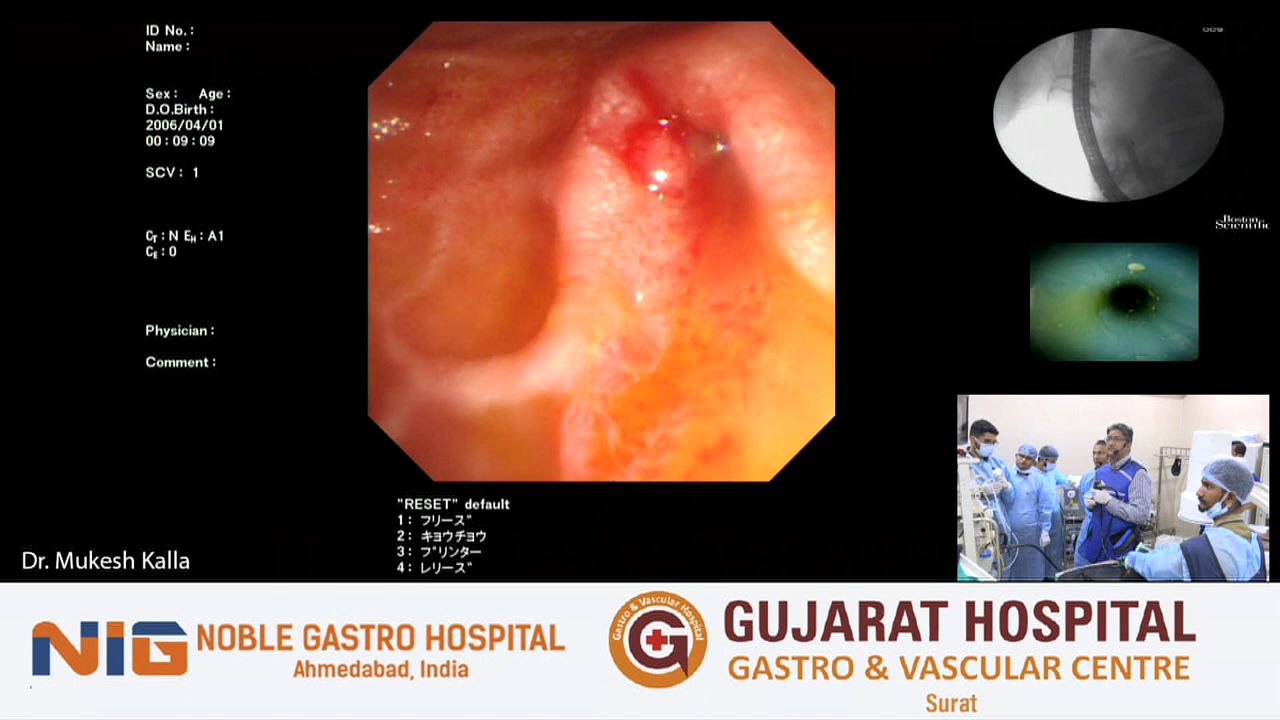 ID No. :
Name :
Sex : Age :
D.O.Birth :
2006/04/01
00:09:09
SCV : 1
CT : N EH : A1
CE : 0
Physician :
Comment :
"RESET" default
1 : フリーズ
2 : キョウチョウ
3 : プリンター
4 : レリーズ
Boston
Scientific
Dr. Mukesh Kalla
NIG NOBLE GASTRO HOSPITAL
Ahmedabad, India
Gastro & Vascular Hospital
G
GUJARAT HOSPITAL
GASTRO & VASCULAR CENTRE
Surat